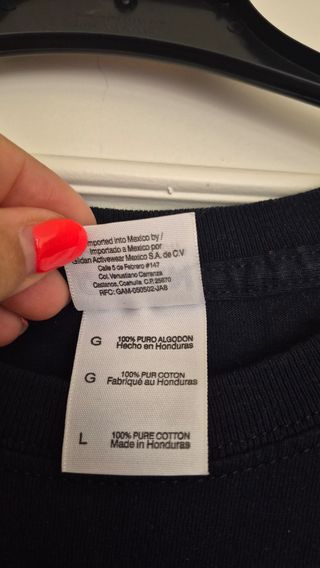 Imported into Mexico by /
Importado a Mexico por
Gildan Activewear Mexico S.A. de C.V
Calle 5 de Febrero #147
Col. Venustiano Carranza
Castanos, Coahuila C.P. 25870
RFC: GAM-050502-JA8
G 100% PURO ALGODON
Hecho en Honduras
G 100% PUR COTON
Fabriqué au Honduras
L 100% PURE COTTON
Made in Honduras